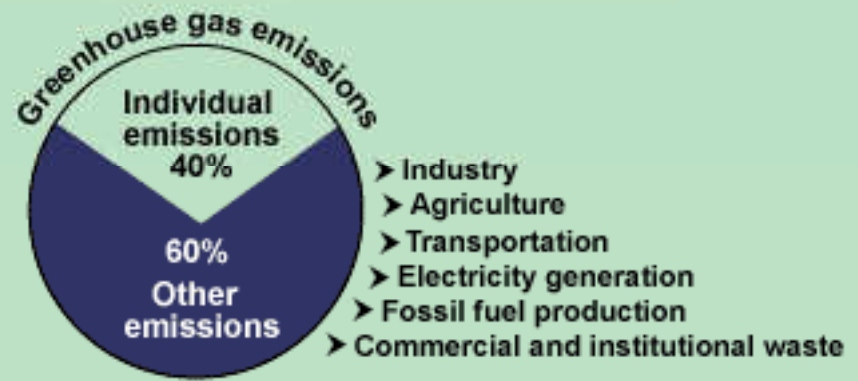 Greenhouse gas emissions
Individual
emissions
40%
60%
Other
emissions
➤ Industry
➤ Agriculture
➤ Transportation
➤ Electricity generation
➤ Fossil fuel production
➤ Commercial and institutional waste